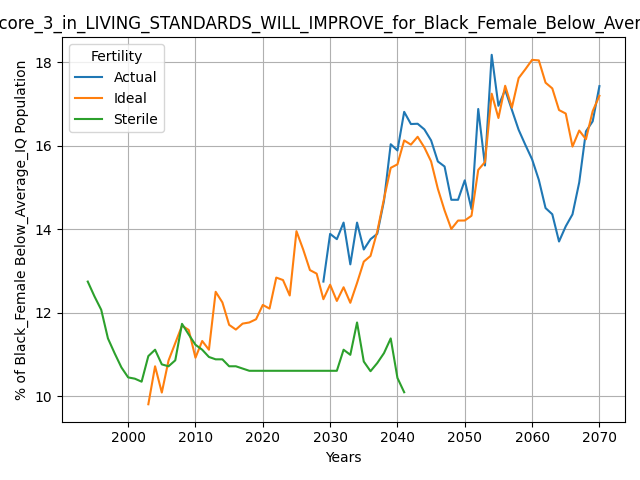 core_3_in_LIVING_STANDARDS_WILL_IMPROVE_for_Black_Female_Below_Aver
Fertility
Actual
Ideal
Sterile
% of Black_Female Below_Average_IQ Population
18
16
14
12
10
2000 2010 2020 2030 2040 2050 2060 2070
Years